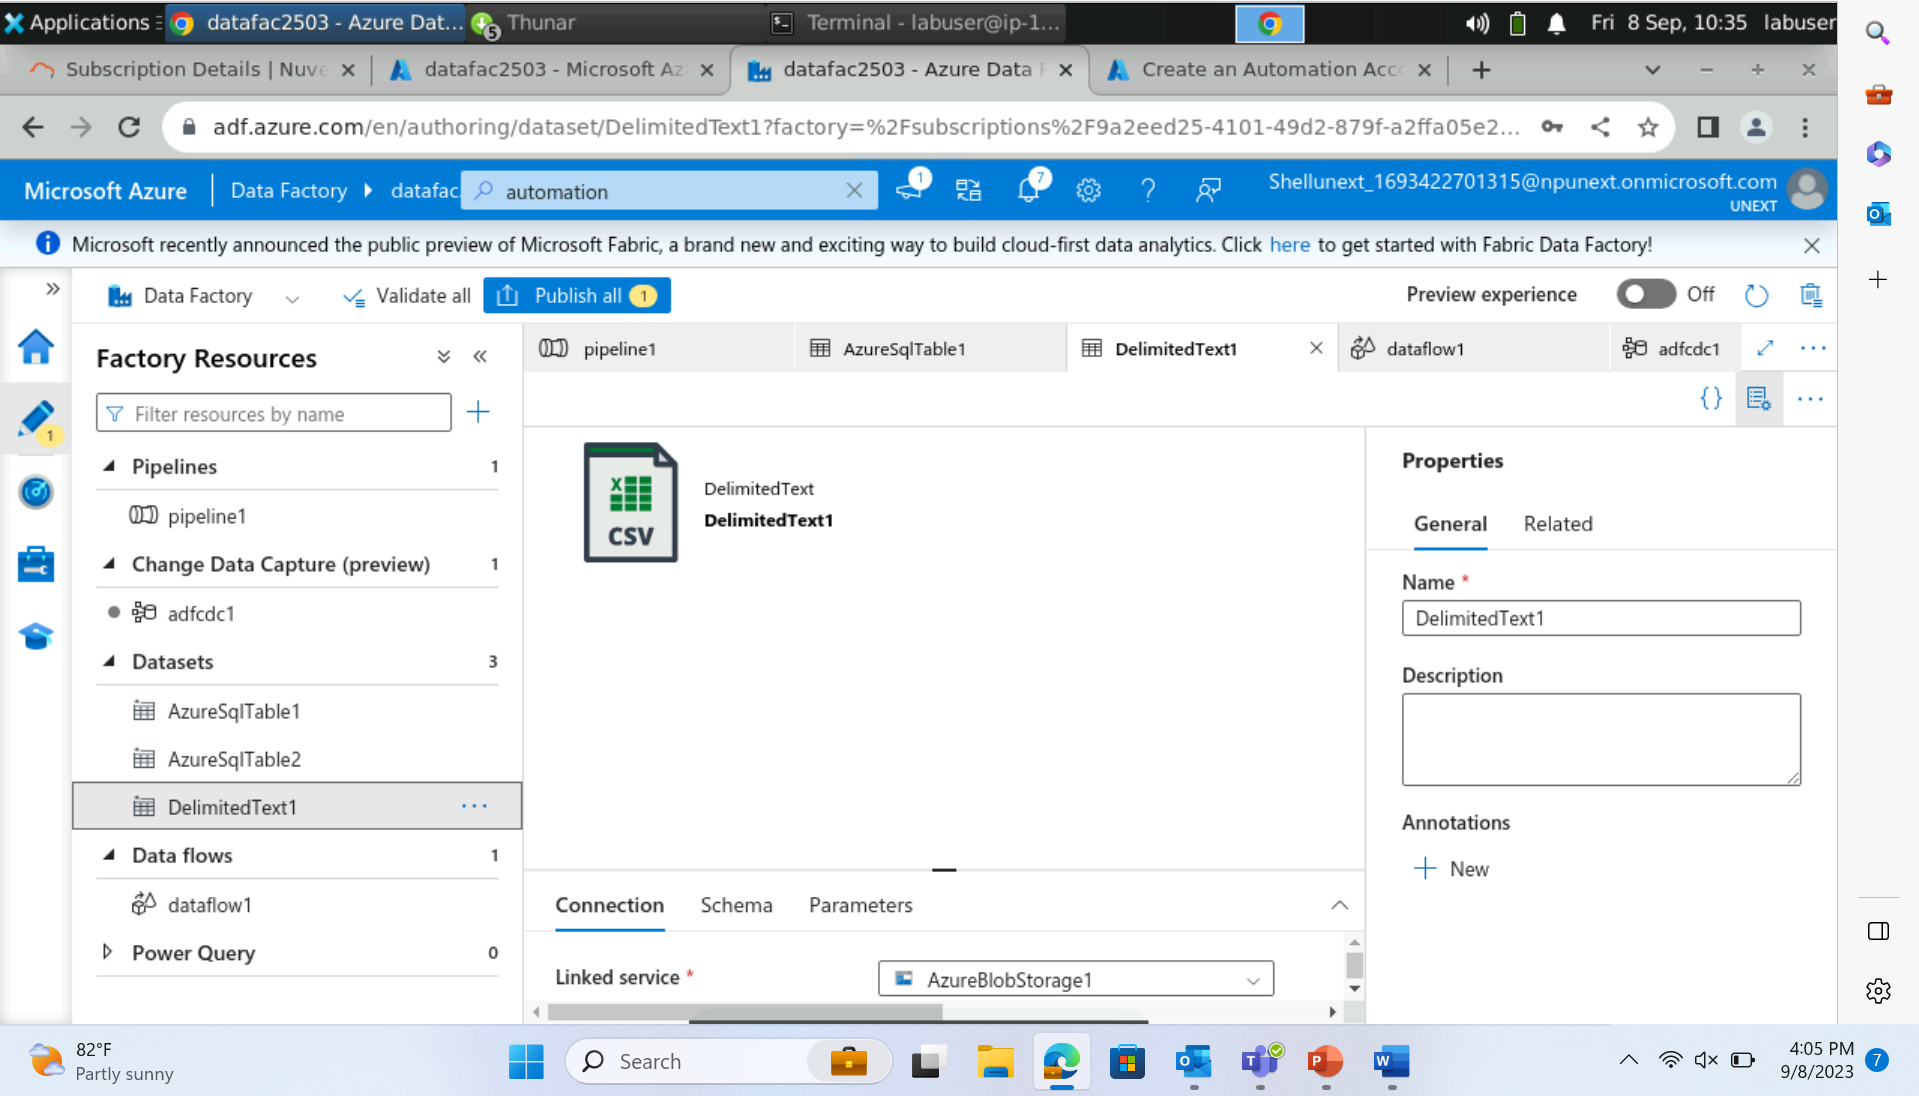 Applications
datafac2503 - Azure Dat...
5
Thunar
Terminal - labuser@ip-1...
Fri 8 Sep, 10:35
labuser
Subscription Details | Nuve
datafac2503 - Microsoft Az
datafac2503 - Azure Data F
Create an Automation Acco
adf.azure.com/en/authoring/dataset/DelimitedText1?factory=%2Fsubscriptions%2F9a2eed25-4101-49d2-879f-a2ffa05e2...
Microsoft Azure
Data Factory
datafac
automation
1
7
Shellunext_1693422701315@npunext.onmicrosoft.com
UNEXT
Microsoft recently announced the public preview of Microsoft Fabric, a brand new and exciting way to build cloud-first data analytics. Click here to get started with Fabric Data Factory!
Data Factory
Validate all
Publish all 1
Preview experience
Off
Factory Resources
Filter resources by name
1
Pipelines 1
pipeline1
Change Data Capture (preview) 1
adfcdc1
Datasets 3
AzureSqlTable1
AzureSqlTable2
DelimitedText1
Data flows 1
dataflow1
Power Query 0
pipeline1
AzureSqlTable1
DelimitedText1
dataflow1
adfcdc1
X
CSV
DelimitedText
DelimitedText1
Connection
Schema
Parameters
Linked service *
AzureBlobStorage1
Properties
General
Related
Name *
DelimitedText1
Description
Annotations
New
82°F
Partly sunny
Search
4:05 PM
9/8/2023
7